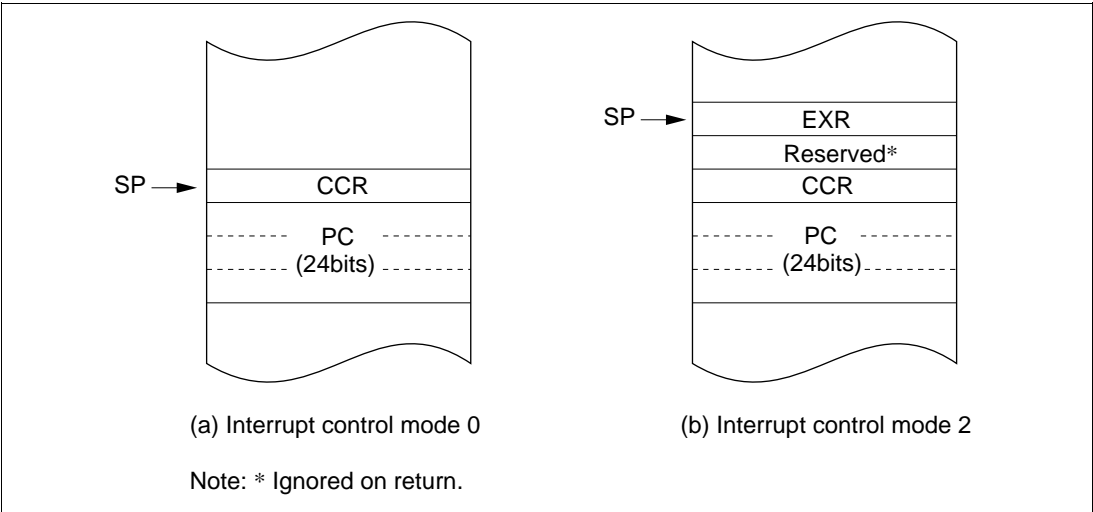 SP
CCR
PC
(24bits)
(a) Interrupt control mode 0
SP
EXR
Reserved*
CCR
PC
(24bits)
(b) Interrupt control mode 2
Note: * Ignored on return.